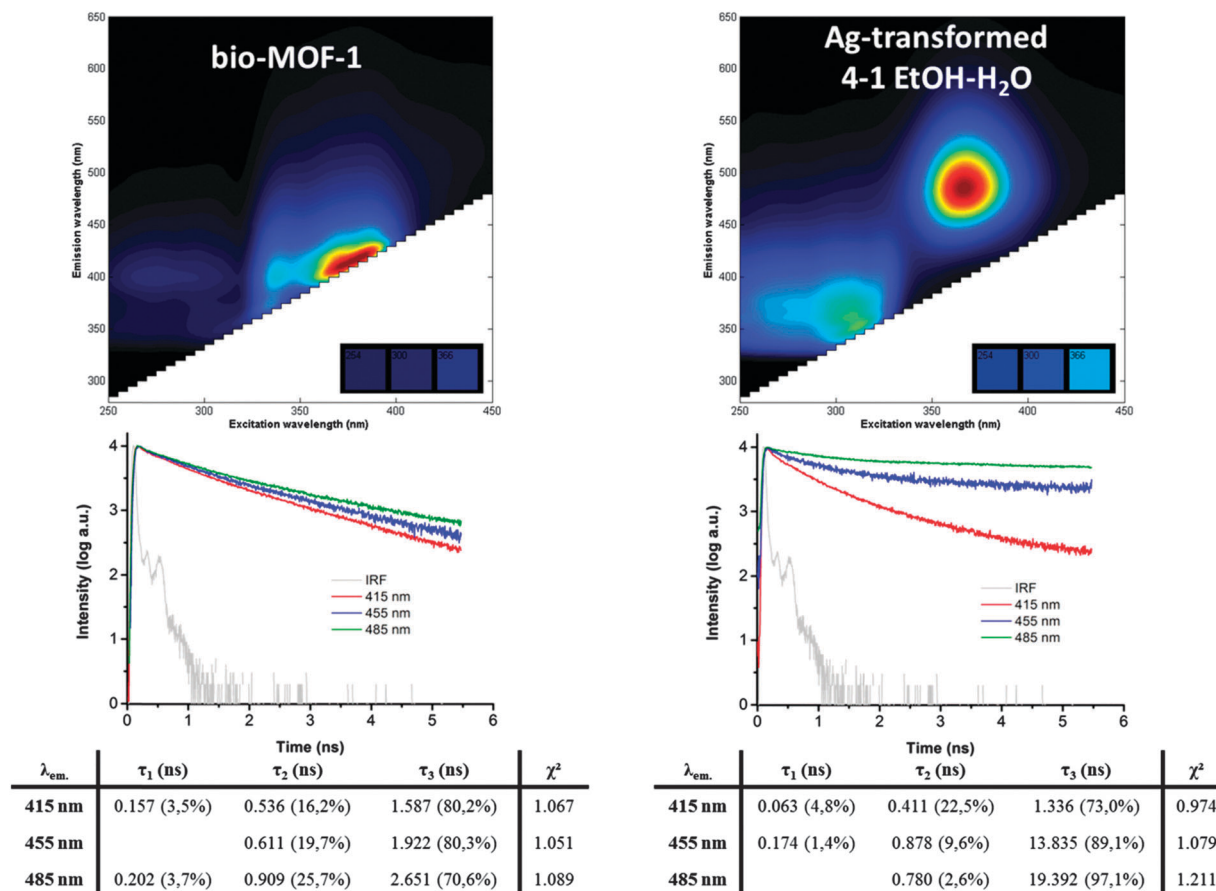 bio-MOF-1
650
600
550
500
450
400
350
300
Emission wavelength (nm)
254 300 366
250 300 350 400 450
Excitation wavelength (nm)
Ag-transformed
4-1 EtOH-H₂O
650
600
550
500
450
400
350
300
Emission wavelength (nm)
254 300 366
250 300 350 400 450
Excitation wavelength (nm)
4
3
2
1
0
Intensity (log a.u.)
IRF
415 nm
455 nm
485 nm
0 1 2 3 4 5 6
Time (ns)
4
3
2
1
0
Intensity (log a.u.)
IRF
415 nm
455 nm
485 nm
0 1 2 3 4 5 6
Time (ns)
λem. τ₁ (ns) τ₂ (ns) τ₃ (ns) χ²
415 nm 0.157 (3,5%) 0.536 (16,2%) 1.587 (80,2%) 1.067
455 nm 0.611 (19,7%) 1.922 (80,3%) 1.051
485 nm 0.202 (3,7%) 0.909 (25,7%) 2.651 (70,6%) 1.089
λem. τ₁ (ns) τ₂ (ns) τ₃ (ns) χ²
415 nm 0.063 (4,8%) 0.411 (22,5%) 1.336 (73,0%) 0.974
455 nm 0.174 (1,4%) 0.878 (9,6%) 13.835 (89,1%) 1.079
485 nm 0.780 (2,6%) 19.392 (97,1%) 1.211